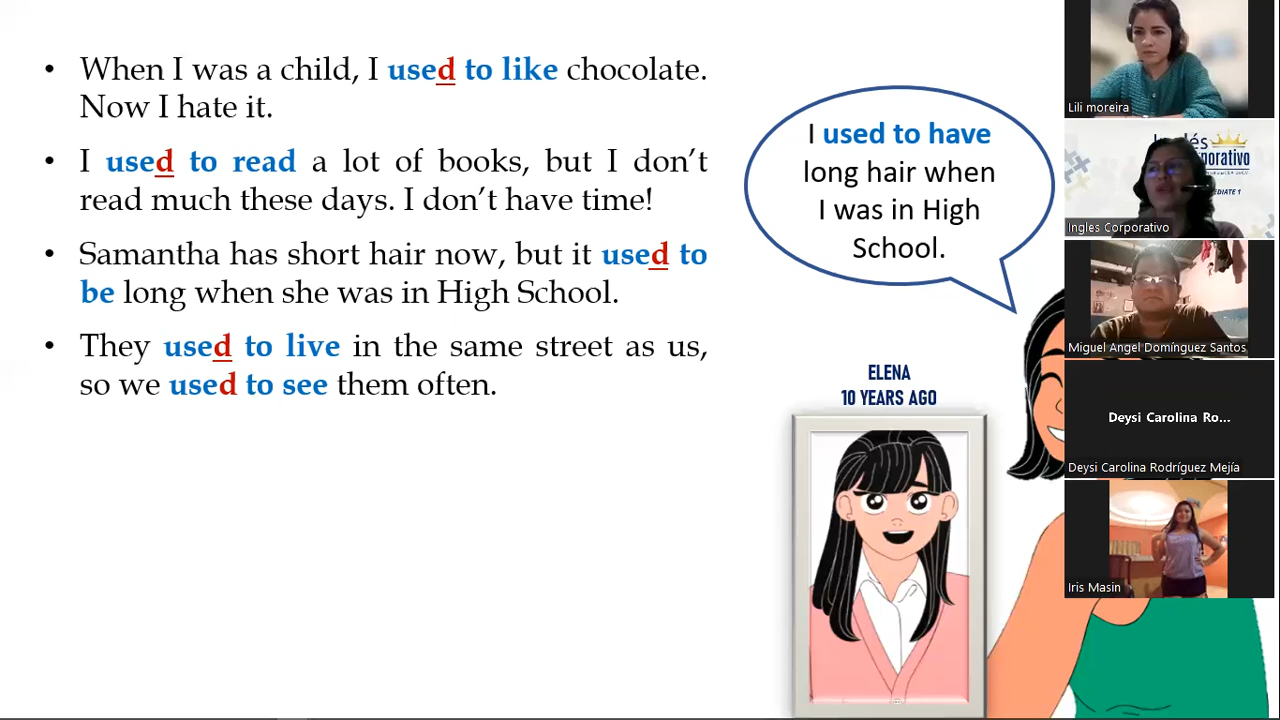 • When I was a child, I used to like chocolate.
Now I hate it.
• I used to read a lot of books, but I don’t
read much these days. I don’t have time!
• Samantha has short hair now, but it used to
be long when she was in High School.
• They used to live in the same street as us,
so we used to see them often.
I used to have
long hair when
I was in High
School.
ELENA
10 YEARS AGO
Lili moreira
Ingles Corporativo
Miguel Angel Domínguez Santos
Deysi Carolina Ro...
Deysi Carolina Rodríguez Mejía
Iris Masin